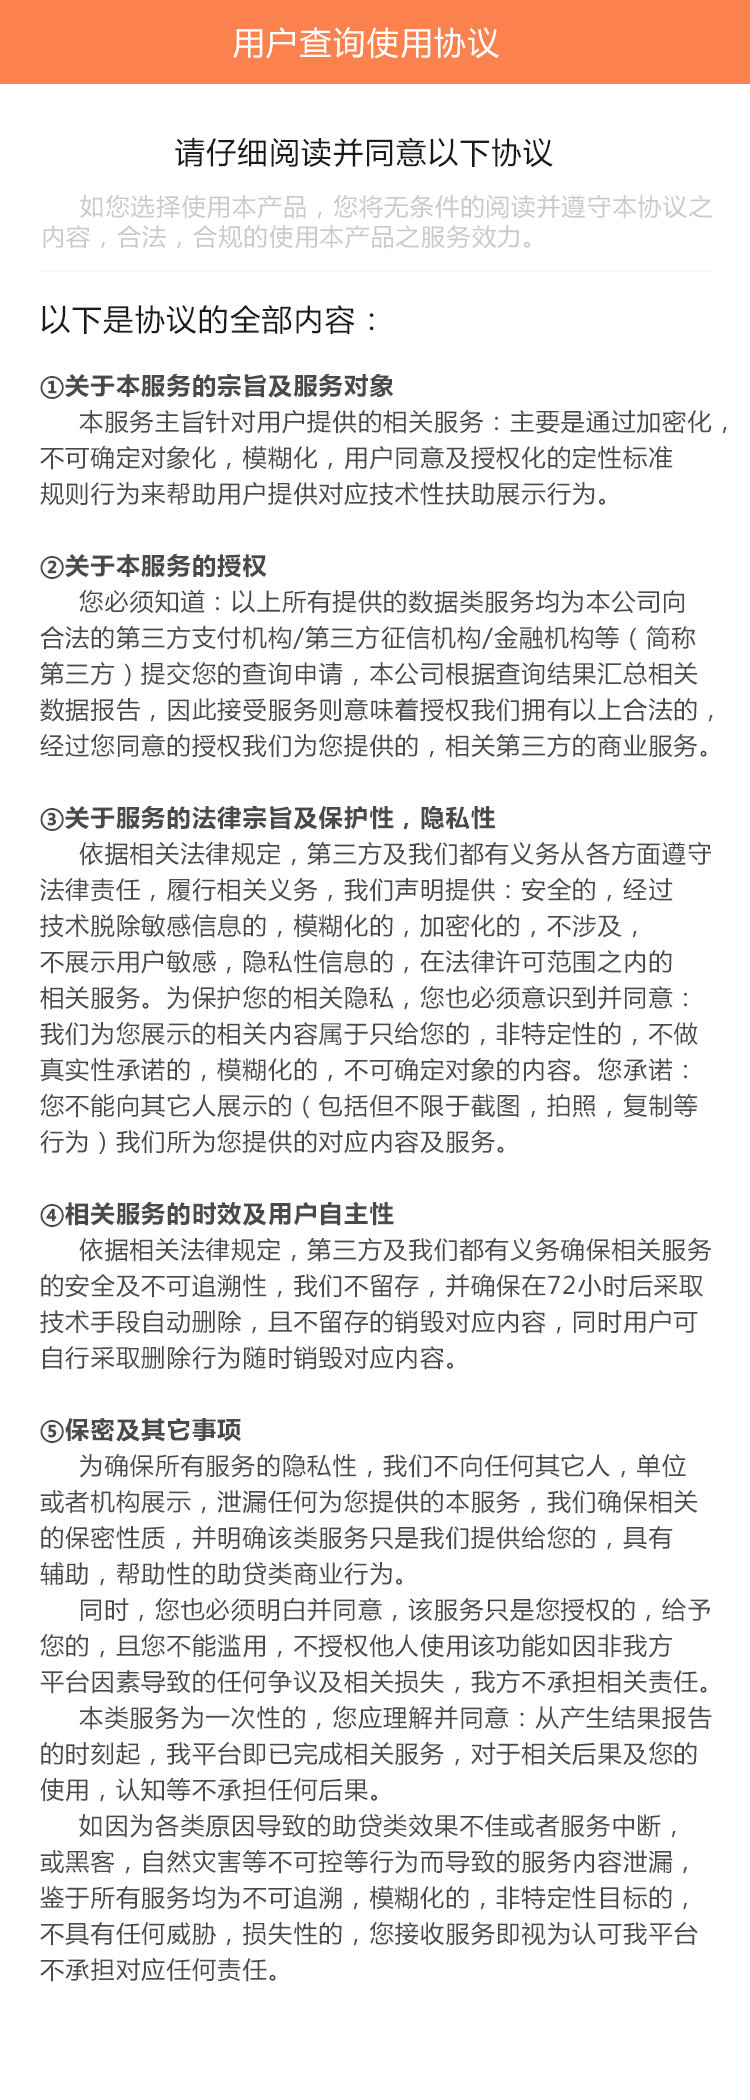 用户查询使用协议
请仔细阅读并同意以下协议
如您选择使用本产品，您将无条件的阅读并遵守本协议之
内容，合法，合规的使用本产品之服务效力。
以下是协议的全部内容：
①关于本服务的宗旨及服务对象
本服务主旨针对用户提供的相关服务：主要是通过加密化，
不可确定对象化，模糊化，用户同意及授权化的定性标准
规则行为来帮助用户提供对应技术性扶助展示行为。
②关于本服务的授权
您必须知道：以上所有提供的数据类服务均为本公司向
合法的第三方支付机构/第三方征信机构/金融机构等（简称
第三方）提交您的查询申请，本公司根据查询结果汇总相关
数据报告，因此接受服务则意味着授权我们拥有以上合法的，
经过您同意的授权我们为您提供的，相关第三方的商业服务。
③关于服务的法律宗旨及保护性，隐私性
依据相关法律规定，第三方及我们都有义务从各方面遵守
法律责任，履行相关义务，我们声明提供：安全的，经过
技术脱除敏感信息的，模糊化的，加密化的，不涉及，
不展示用户敏感，隐私性信息的，在法律许可范围之内的
相关服务。为保护您的相关隐私，您也必须意识到并同意：
我们为您展示的相关内容属于只给您的，非特定性的，不做
真实性承诺的，模糊化的，不可确定对象的内容。您承诺：
您不能向其它人展示的（包括但不限于截图，拍照，复制等
行为）我们所为您提供的对应内容及服务。
④相关服务的时效及用户自主性
依据相关法律规定，第三方及我们都有义务确保相关服务
的安全及不可追溯性，我们不留存，并确保在72小时后采取
技术手段自动删除，且不留存的销毁对应内容，同时用户可
自行采取删除行为随时销毁对应内容。
⑤保密及其它事项
为确保所有服务的隐私性，我们不向任何其它人，单位
或者机构展示，泄漏任何为您提供的本服务，我们确保相关
的保密性质，并明确该类服务只是我们提供给您的，具有
辅助，帮助性的助贷类商业行为。
同时，您也必须明白并同意，该服务只是您授权的，给予
您的，且您不能滥用，不授权他人使用该功能如因非我方
平台因素导致的任何争议及相关损失，我方不承担相关责任。
本类服务为一次性的，您应理解并同意：从产生结果报告
的时刻起，我平台即已完成相关服务，对于相关后果及您的
使用，认知等不承担任何后果。
如因为各类原因导致的助贷类效果不佳或者服务中断，
或黑客，自然灾害等不可控等行为而导致的服务内容泄漏，
鉴于所有服务均为不可追溯，模糊化的，非特定性目标的，
不具有任何威胁，损失性的，您接收服务即视为认可我平台
不承担对应任何责任。